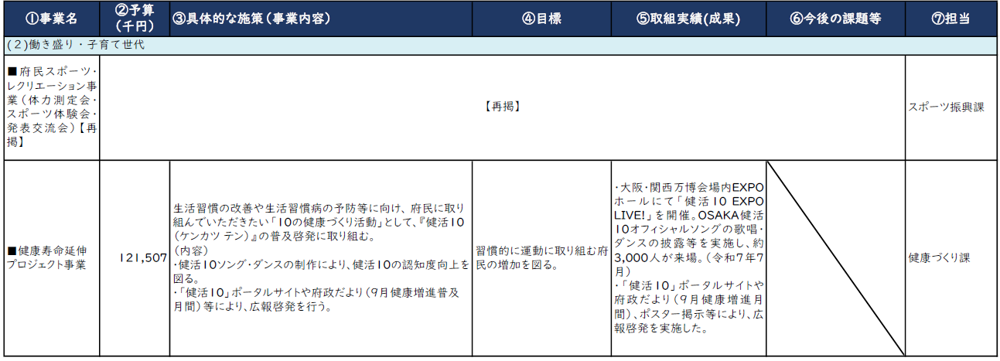 ①事業名
②予算
(千円)
③具体的な施策(事業内容)
④目標
⑤取組実績(成果)
⑥今後の課題等
⑦担当
(2)働き盛り・子育て世代
■府民スポーツ・
レクリエーション事
業(体力測定会・
スポーツ体験会・
発表交流会)【再
掲】
【再掲】
スポーツ振興課
■健康寿命延伸
プロジェクト事業
121,507
生活習慣の改善や生活習慣病の予防等に向け、府民に取り
組んでいただきたい「10の健康づくり活動」として、『健活10
(ケンカツ テン)』の普及啓発に取り組む。
(内容)
・健活10ソング・ダンスの制作により、健活10の認知度向上を
図る。
・「健活10」ポータルサイトや府政だより(9月健康増進普及
月間)等により、広報啓発を行う。
習慣的に運動に取り組む府
民の増加を図る。
・大阪・関西万博会場内EXPO
ホールにて「健活10 EXPO
LIVE!」を開催。OSAKA健活
10オフィシャルソングの歌唱・
ダンスの披露等を実施し、約
3,000人が来場。(令和7年7
月)
・「健活10」ポータルサイトや
府政だより(9月健康増進月
間)、ポスター掲示等により、広
報啓発を実施した。
健康づくり課